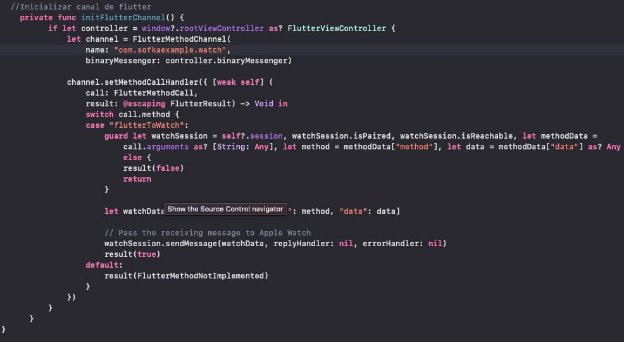 //Inicializar canal de flutter
private func initFlutterChannel() {
if let controller = window?.rootViewController as? FlutterViewController {
let channel = FlutterMethodChannel(
name: "com.sofkaexample.watch",
binaryMessenger: controller.binaryMessenger)
channel.setMethodCallHandler({ [weak self] (
call: FlutterMethodCall,
result: @escaping FlutterResult) -> Void in
switch call.method {
case "flutterToWatch":
guard let watchSession = self?.session, watchSession.isPaired, watchSession.isReachable, let methodData =
call.arguments as? [String: Any], let method = methodData["method"], let data = methodData["data"] as? Any
else {
result(false)
return
}
let watchData Show the Source Control navigator ": method, "data": data]
// Pass the receiving message to Apple Watch
watchSession.sendMessage(watchData, replyHandler: nil, errorHandler: nil)
result(true)
default:
result(FlutterMethodNotImplemented)
}
})
}
}
}